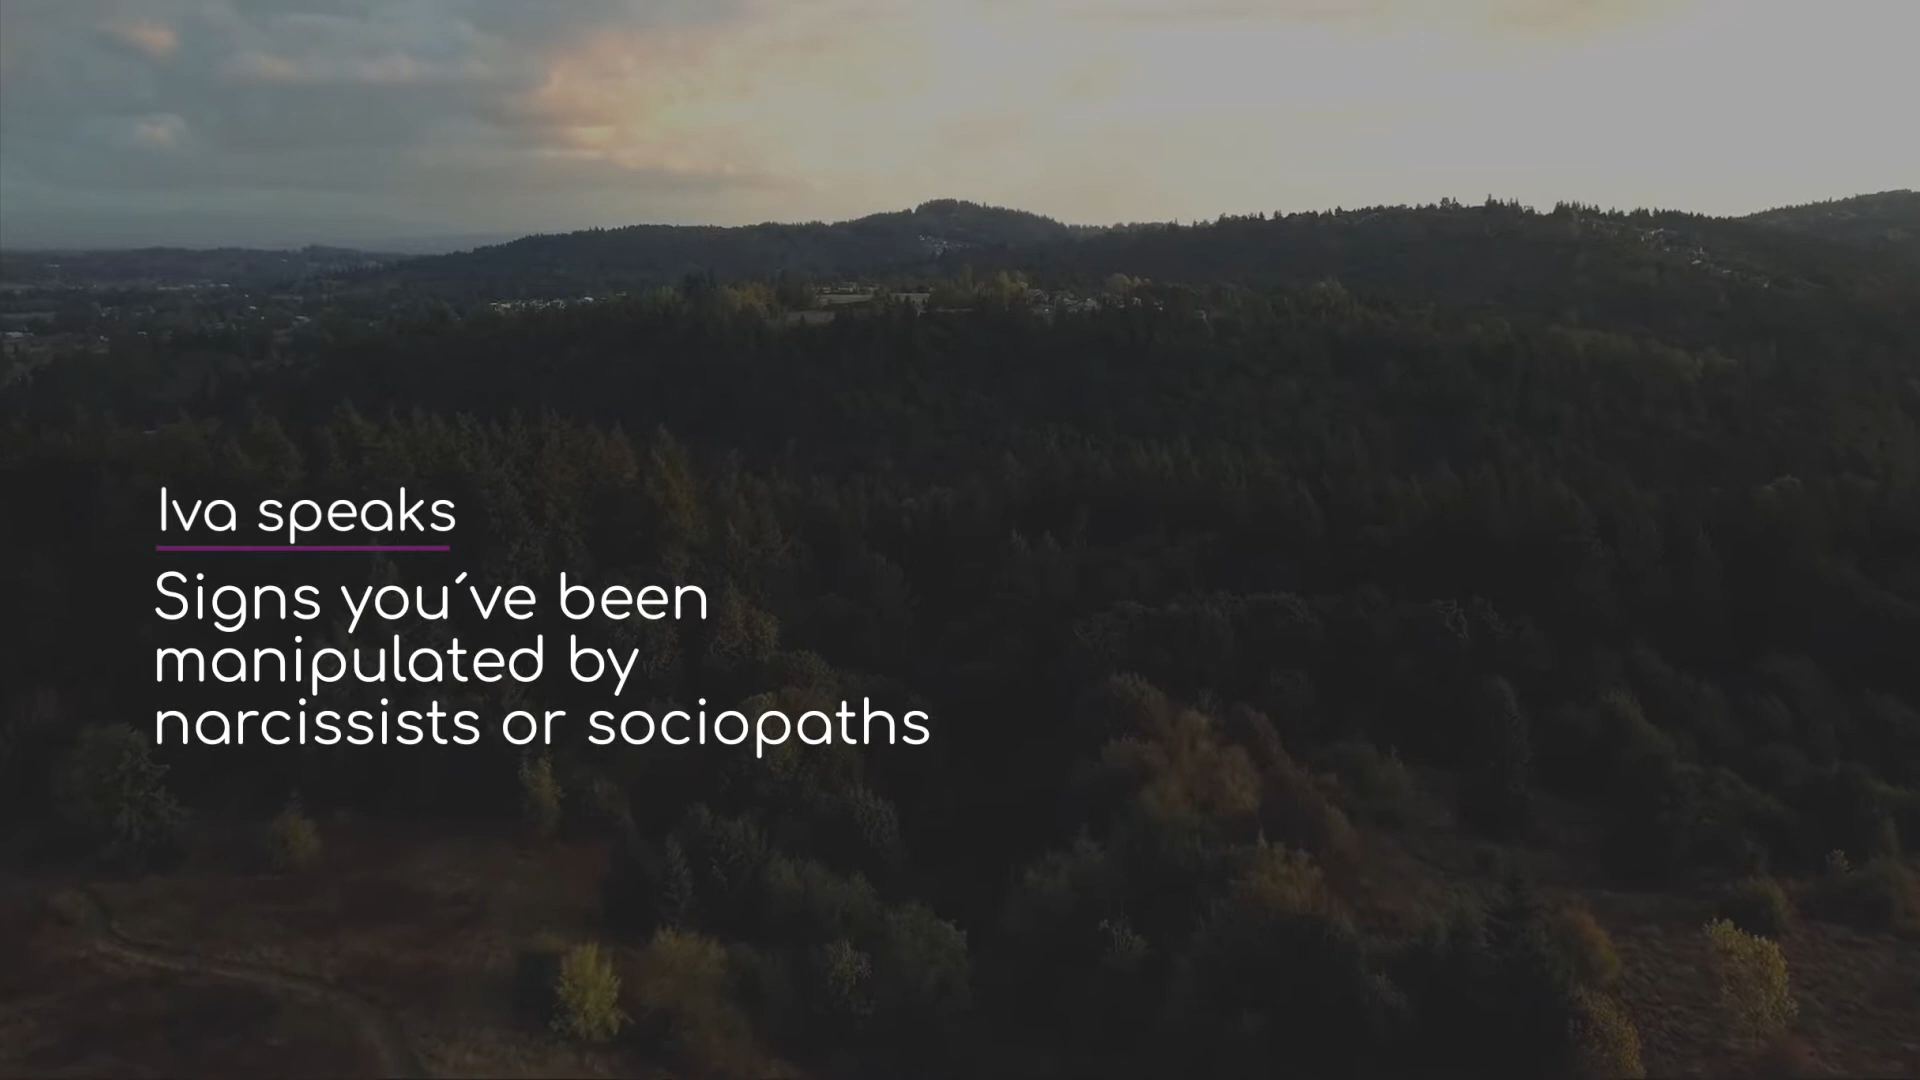 Iva speaks
Signs you´ve been
manipulated by
narcissists or sociopaths